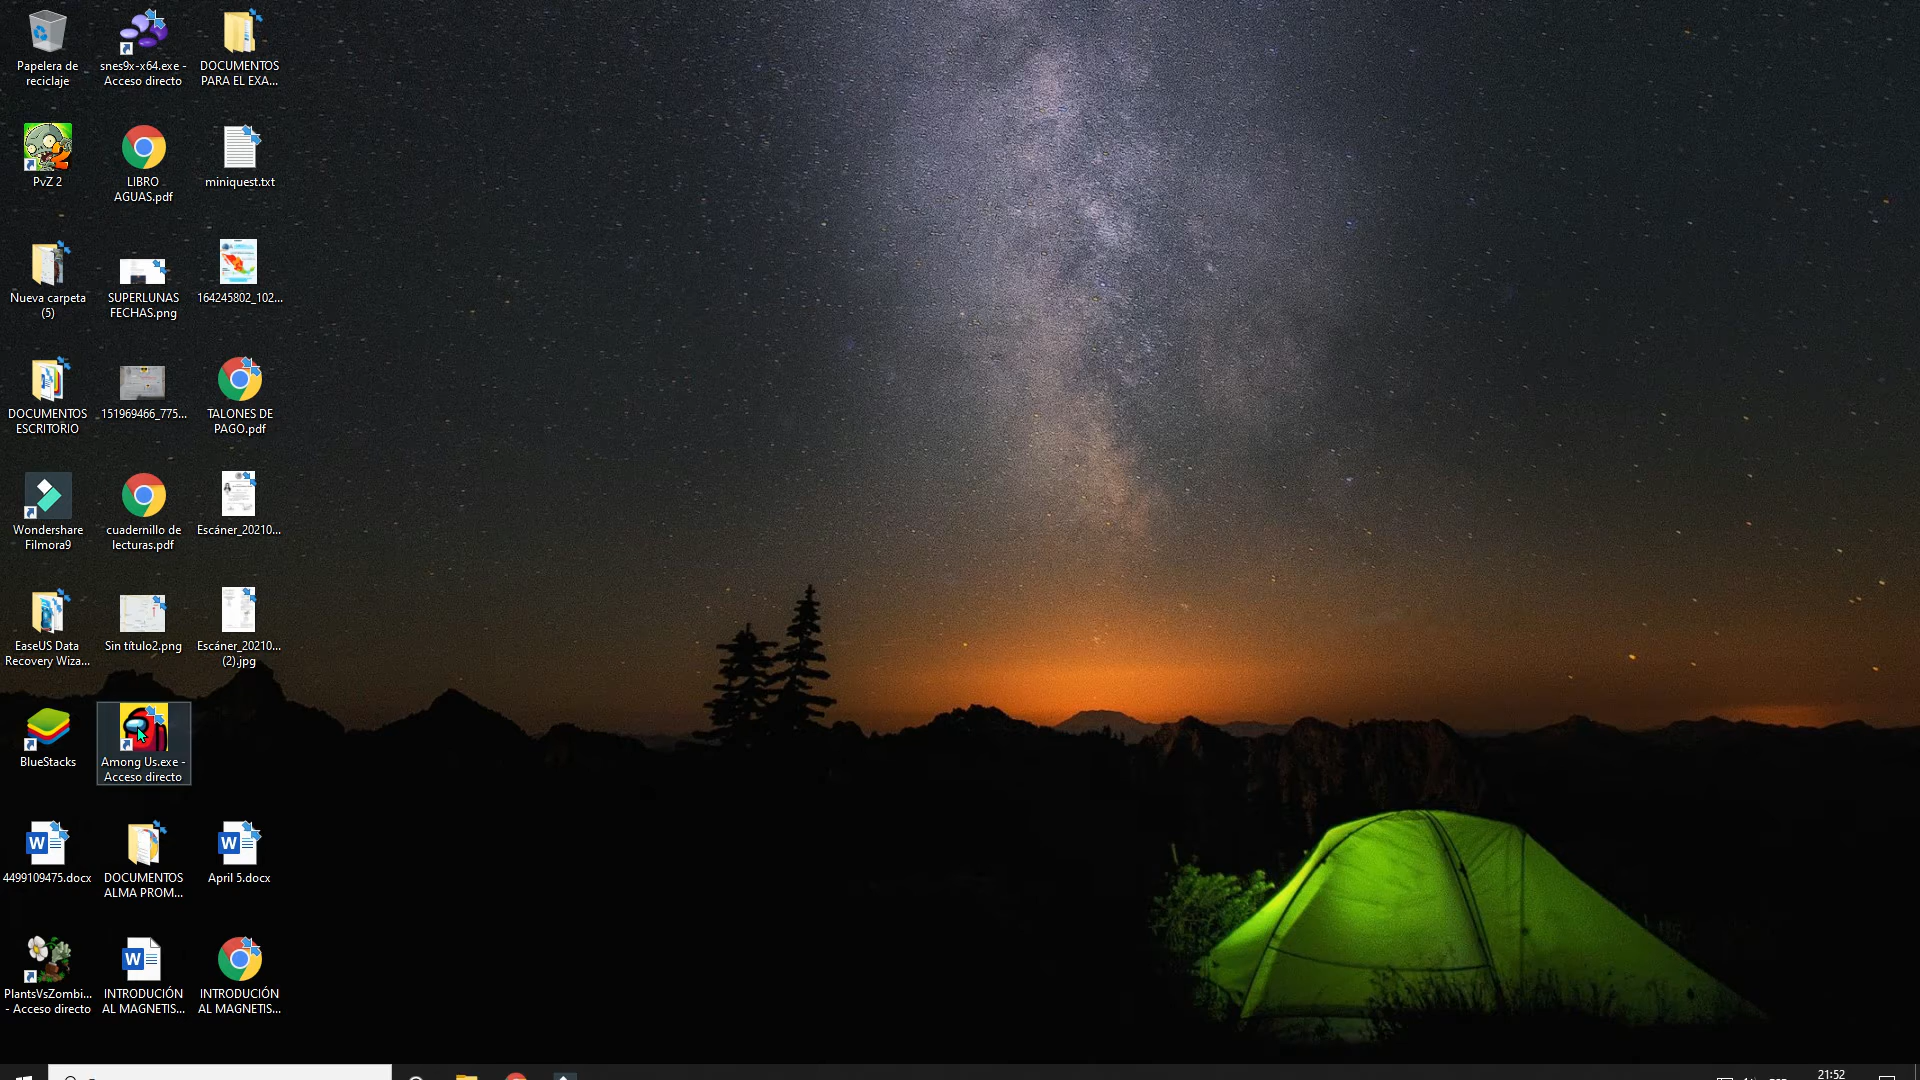 Papelera de
reciclaje
snes9x-x64.exe -
Acceso directo
DOCUMENTOS
PARA EL EXA...
PvZ 2
LIBRO
AGUAS.pdf
miniquest.txt
Nueva carpeta
(5)
SUPERLUNAS
FECHAS.png
164245802_102...
DOCUMENTOS
ESCRITORIO
151969466_775...
TALONES DE
PAGO.pdf
Wondershare
Filmora9
cuadernillo de
lecturas.pdf
Escáner_20210...
EaseUS Data
Recovery Wiza...
Sin título2.png
Escáner_20210...
(2).jpg
BlueStacks
Among Us.exe -
Acceso directo
4499109475.docx
DOCUMENTOS
ALMA PROM...
April 5.docx
PlantsVsZombi...
- Acceso directo
INTRODUCIÓN
AL MAGNETIS...
INTRODUCIÓN
AL MAGNETIS...
21:52